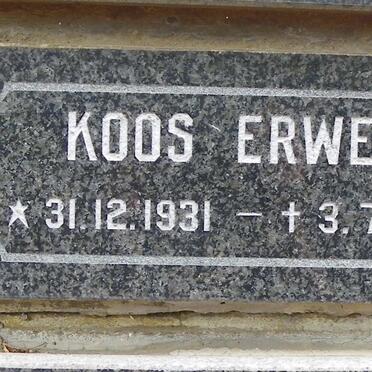 KOOS ERWE
★ 31.12.1931 – † 3.7